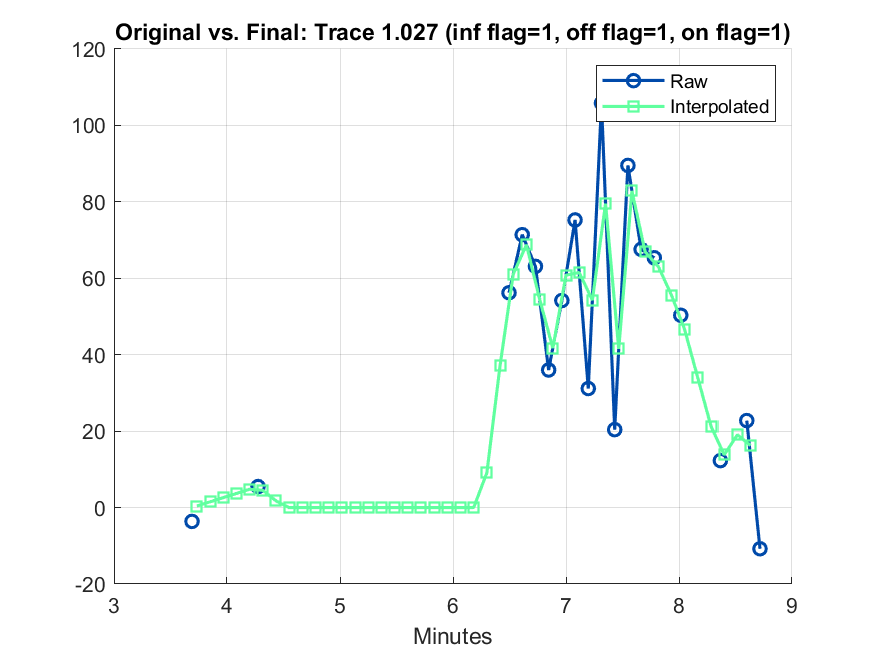 Original vs. Final: Trace 1.027 (inf flag=1, off flag=1, on flag=1)
120
100
80
60
40
20
0
-20
3 4 5 6 7 8 9
Minutes
Raw
Interpolated